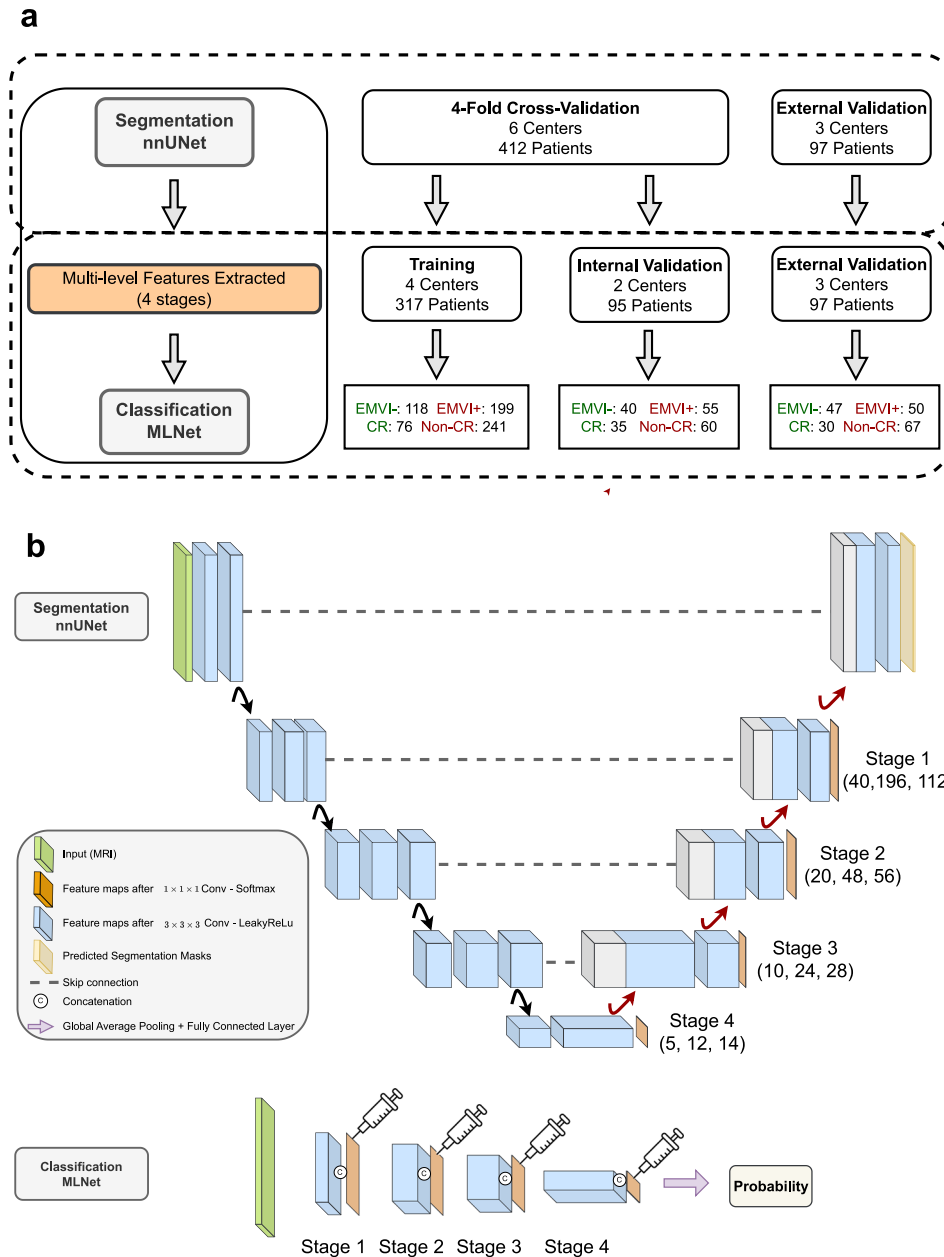 a
Segmentation
nnUNet
4-Fold Cross-Validation
6 Centers
412 Patients
External Validation
3 Centers
97 Patients
Multi-level Features Extracted
(4 stages)
Training
4 Centers
317 Patients
Internal Validation
2 Centers
95 Patients
External Validation
3 Centers
97 Patients
Classification
MLNet
EMVI-: 118 EMVI+: 199
CR: 76 Non-CR: 241
EMVI-: 40 EMVI+: 55
CR: 35 Non-CR: 60
EMVI-: 47 EMVI+: 50
CR: 30 Non-CR: 67
b
Segmentation
nnUNet
Stage 1
(40,196, 112
Stage 2
(20, 48, 56)
Stage 3
(10, 24, 28)
Stage 4
(5, 12, 14)
Input (MRI)
Feature maps after 1 × 1 × 1 Conv - Softmax
Feature maps after 3 × 3 × 3 Conv - LeakyReLu
Predicted Segmentation Masks
Skip connection
C Concatenation
Global Average Pooling + Fully Connected Layer
Classification
MLNet
C
C
C
C
Probability
Stage 1 Stage 2 Stage 3 Stage 4